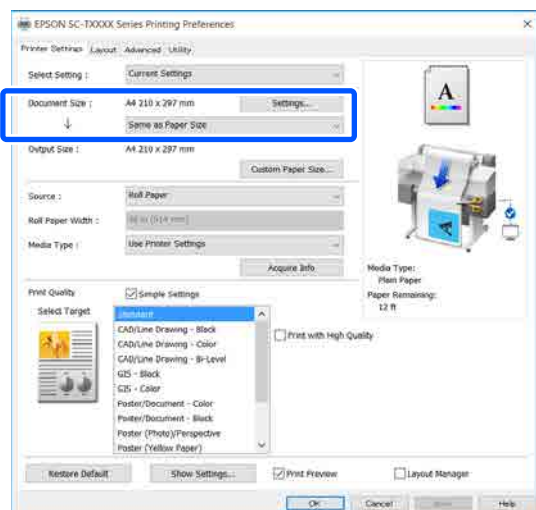 EPSON SC-TXXXX Series Printing Preferences
Printer Settings Layout Advanced Utility
Select Setting : Current Settings
Document Size : A4 210 x 297 mm Settings...
↓ Same as Paper Size
Output Size : A4 210 x 297 mm
Custom Paper Size...
Source : Roll Paper
Roll Paper Width :
Media Type : Use Printer Settings
Acquire Info
A
Media Type:
Plain Paper
Paper Remaining:
12 ft
Print Quality Simple Settings
Select Target Standard
CAD/Line Drawing - Black
CAD/Line Drawing - Color
CAD/Line Drawing - Bi-Level
GIS - Black
GIS - Color
Poster/Document - Color
Poster/Document - Black
Poster (Photo)/Perspective
Poster (Yellow Paper)
Print with High Quality
Restore Default Show Settings... Print Preview Layout Manager
OK Cancel Help